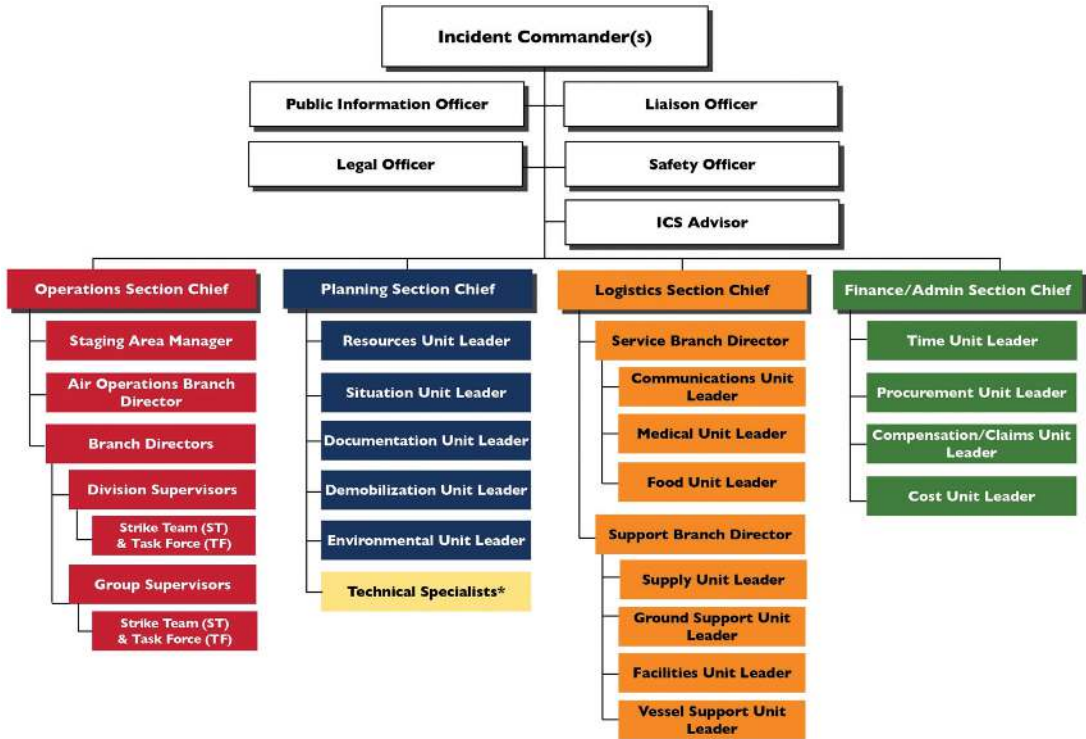 Incident Commander(s)
Public Information Officer
Liaison Officer
Legal Officer
Safety Officer
ICS Advisor
Operations Section Chief
Staging Area Manager
Air Operations Branch
Director
Branch Directors
Division Supervisors
Strike Team (ST)
& Task Force (TF)
Group Supervisors
Strike Team (ST)
& Task Force (TF)
Planning Section Chief
Resources Unit Leader
Situation Unit Leader
Documentation Unit Leader
Demobilization Unit Leader
Environmental Unit Leader
Technical Specialists*
Logistics Section Chief
Service Branch Director
Communications Unit
Leader
Medical Unit Leader
Food Unit Leader
Support Branch Director
Supply Unit Leader
Ground Support Unit
Leader
Facilities Unit Leader
Vessel Support Unit
Leader
Finance/Admin Section Chief
Time Unit Leader
Procurement Unit Leader
Compensation/Claims Unit
Leader
Cost Unit Leader